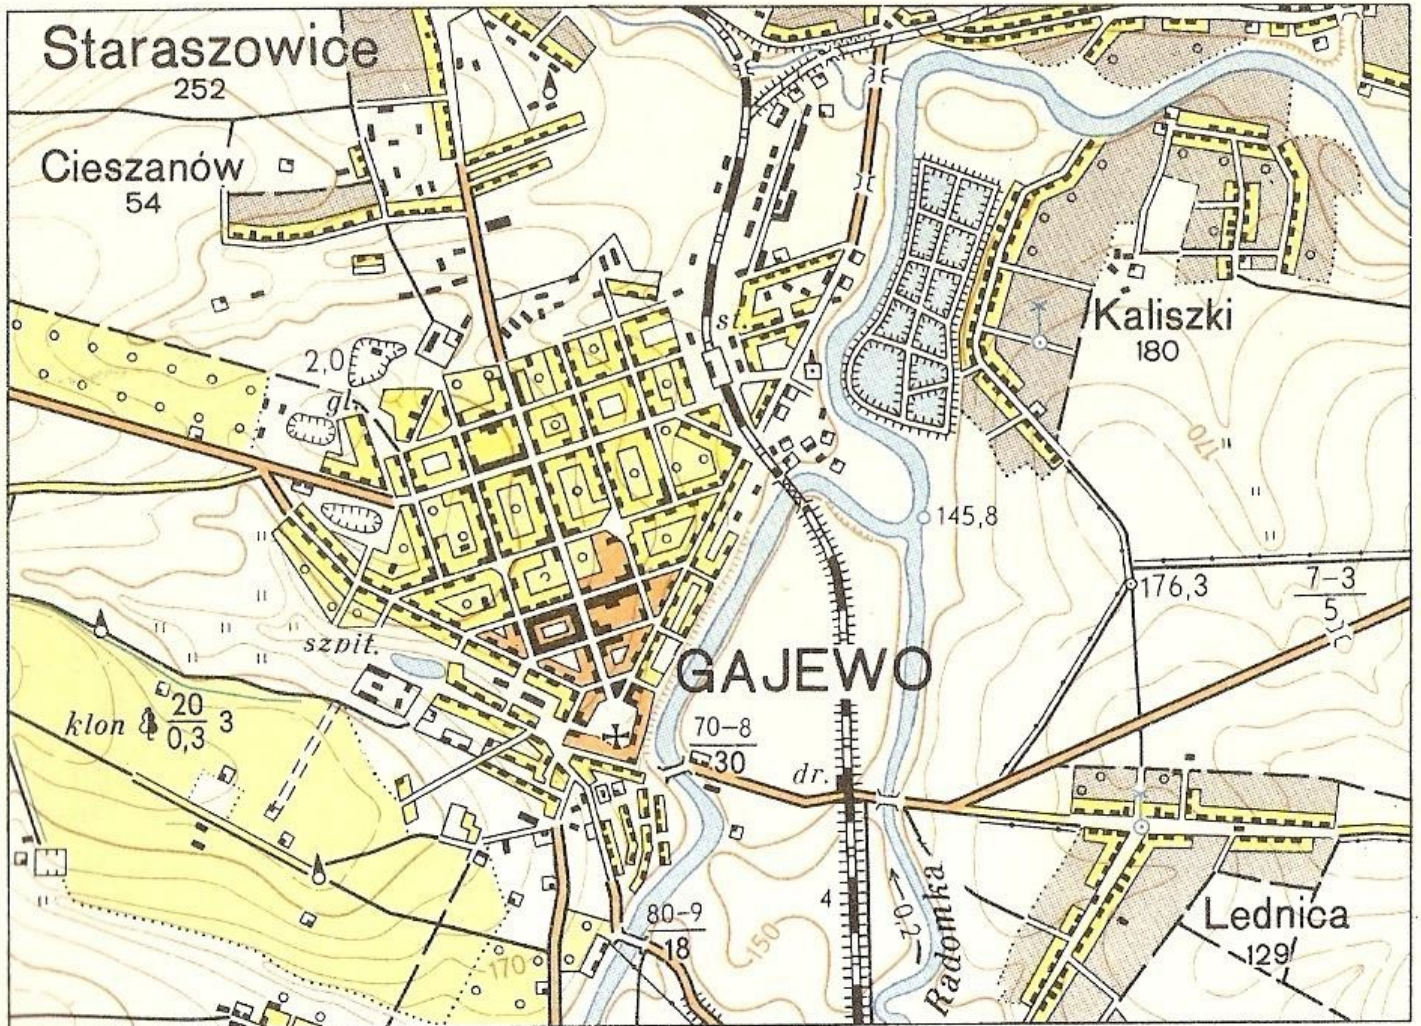 Staraszowice
252
Cieszanów
54
2,0
gł.
st.
Kaliszki
180
170
145,8
176,3
7-3
5
szpit.
GAJEWO
klon 20 3
0,3
70-8
30
dr.
4
0,2
Radomka
Lednica
129
80-9
18
150
170